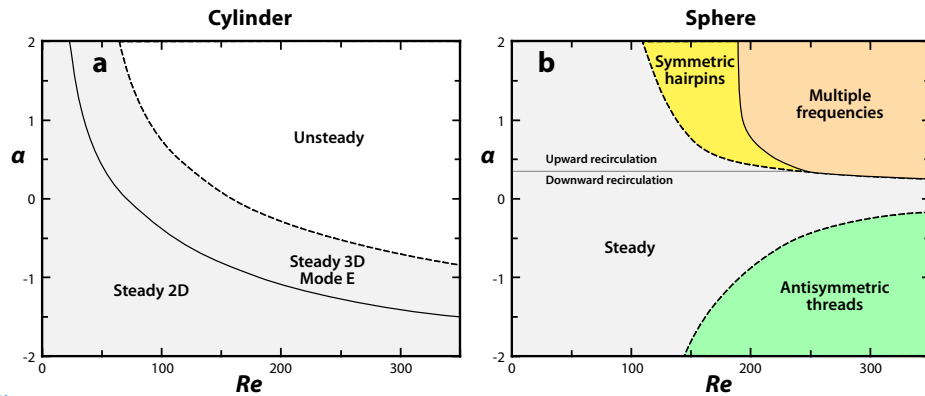 Cylinder
Sphere
a
Unsteady
Steady 3D
Mode E
Steady 2D
α
2
1
0
-1
-2
0
100
200
300
Re
b
Symmetric
hairpins
Multiple
frequencies
Upward recirculation
Downward recirculation
Steady
Antisymmetric
threads
α
2
1
0
-1
-2
0
100
200
300
Re